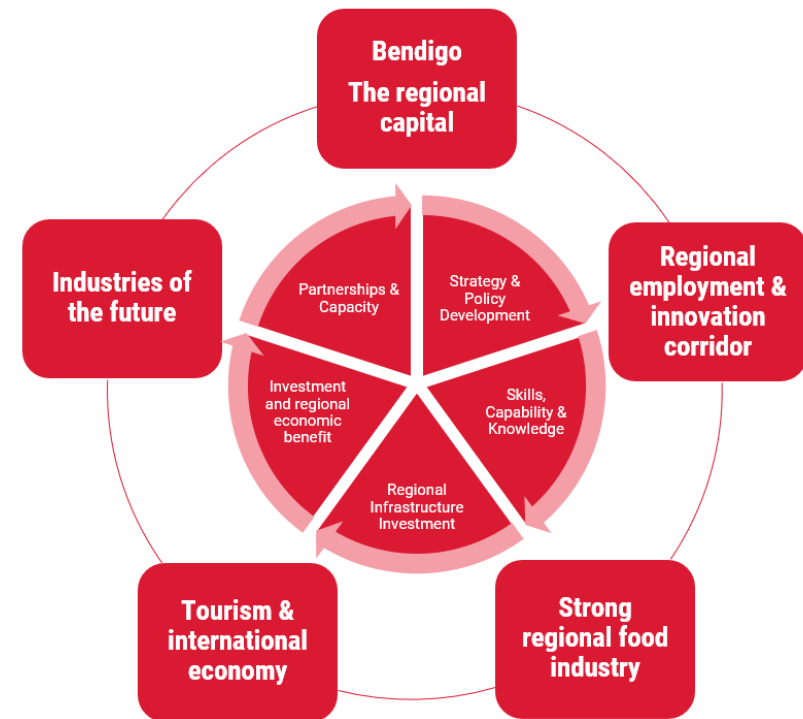 Bendigo
The regional
capital
Regional
employment &
innovation
corridor
Strong
regional food
industry
Tourism &
international
economy
Industries of
the future
Partnerships &
Capacity
Strategy &
Policy
Development
Skills,
Capability &
Knowledge
Regional
Infrastructure
Investment
Investment
and regional
economic
benefit